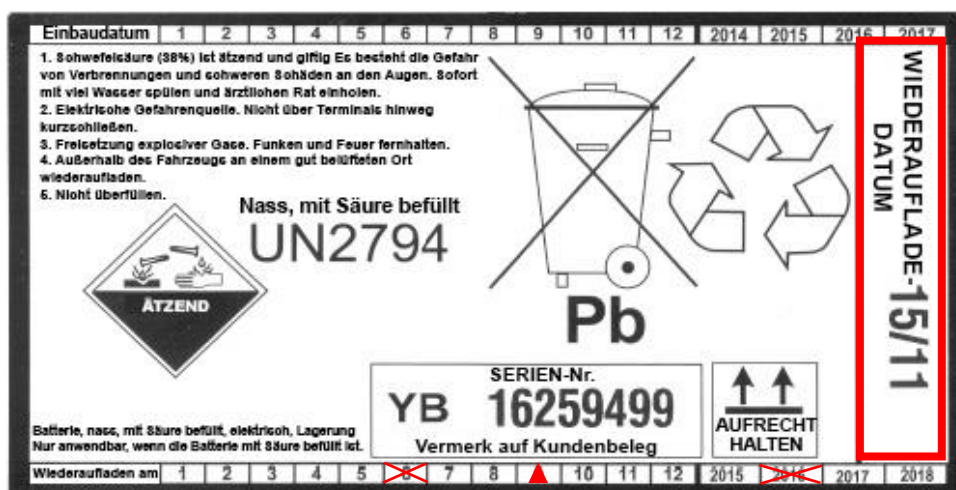 Einbaudatum 1 2 3 4 5 6 7 8 9 10 11 12 2014 2015 2016 2017
1. Schwefelsäure (38%) ist ätzend und giftig Es besteht die Gefahr
von Verbrennungen und schweren Schäden an den Augen. Sofort
mit viel Wasser spülen und ärztlichen Rat einholen.
2. Elektrische Gefahrenquelle. Nicht über Terminals hinweg
kurzschließen.
3. Freisetzung explosiver Gase. Funken und Feuer fernhalten.
4. Außerhalb des Fahrzeugs an einem gut belüfteten Ort
wiederaufladen.
5. Nicht überfüllen.
Nass, mit Säure befüllt
UN2794
ÄTZEND
Pb
WIEDERAUFLADE-15/11
DATUM
SERIEN-Nr.
YB 16259499
Vermerk auf Kundenbeleg
AUFRECHT
HALTEN
Batterie, nass, mit Säure befüllt, elektrisch, Lagerung
Nur anwendbar, wenn die Batterie mit Säure befüllt ist.
Wiederaufladen am 1 2 3 4 5 6 7 8 10 11 12 2015 2016 2017 2018